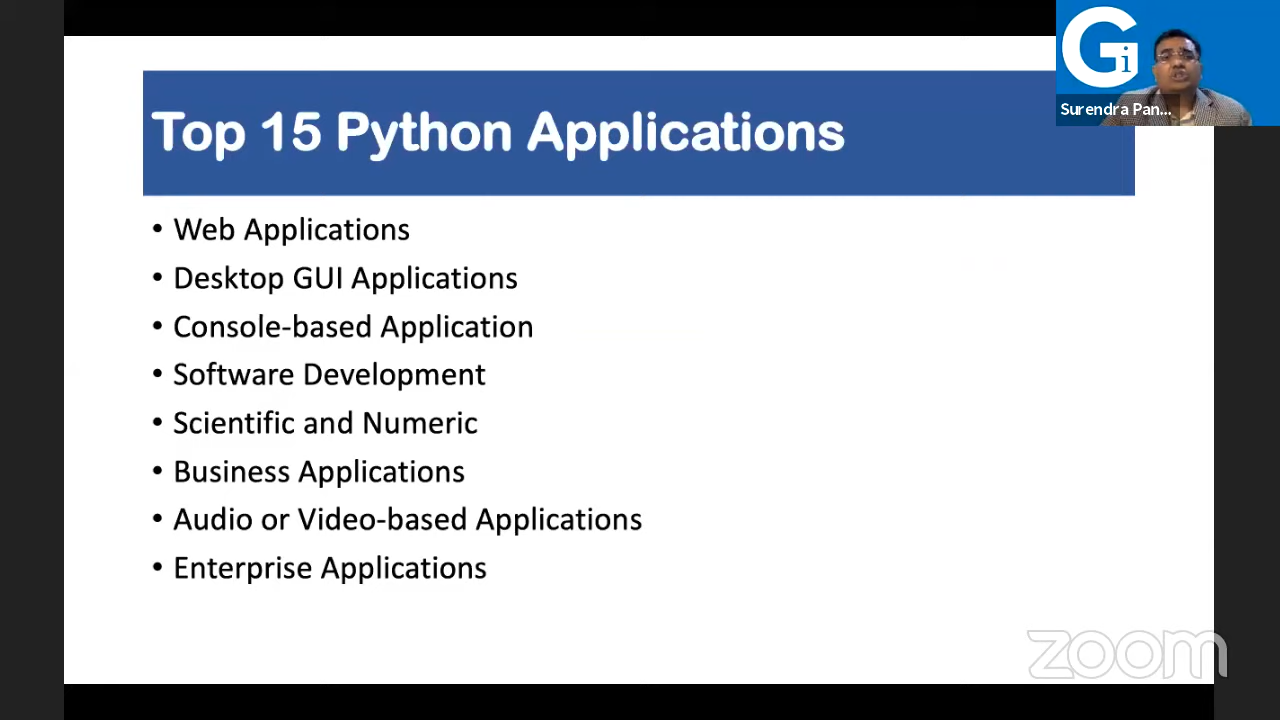 Gi
Surendra Pan...
Top 15 Python Applications
• Web Applications
• Desktop GUI Applications
• Console-based Application
• Software Development
• Scientific and Numeric
• Business Applications
• Audio or Video-based Applications
• Enterprise Applications
zoom